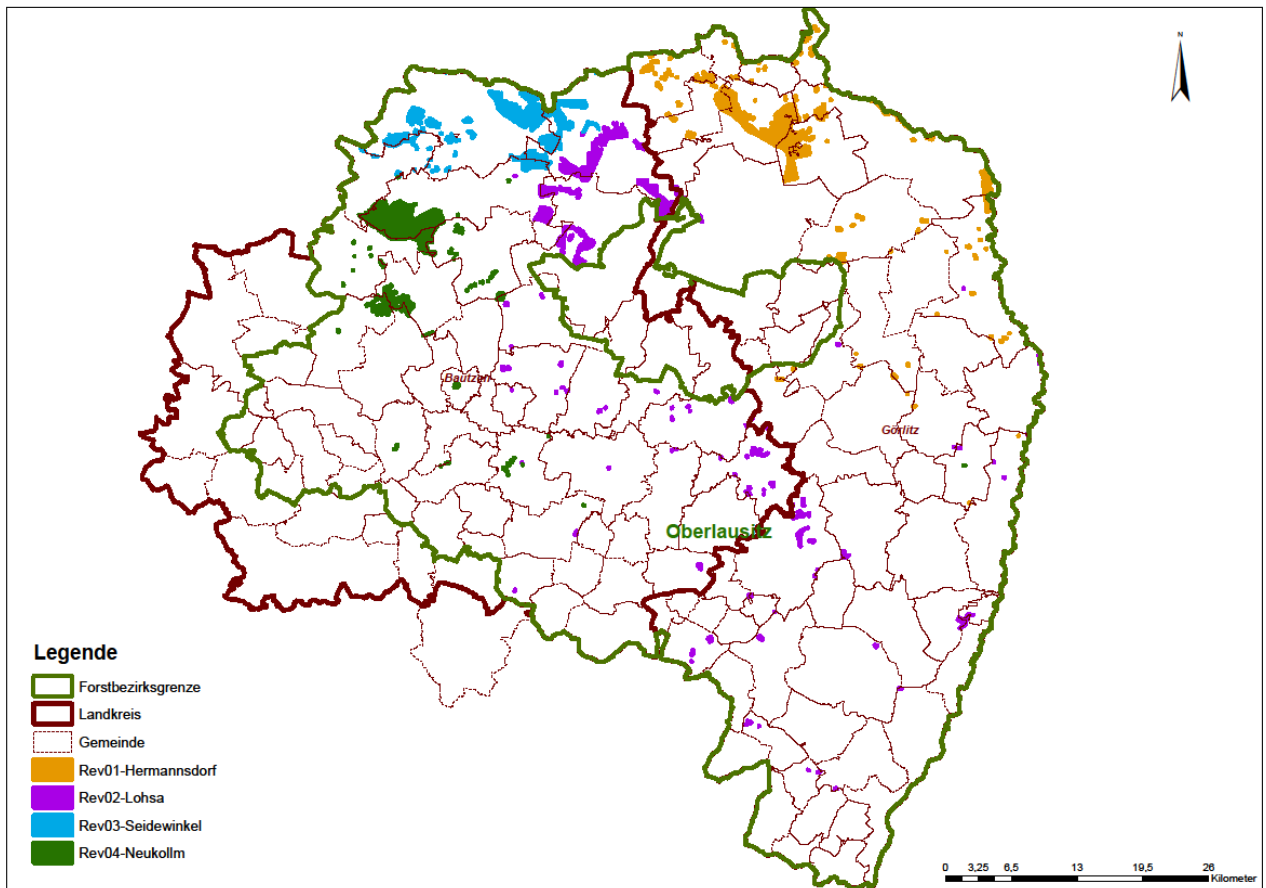 N
Bautzen
Görlitz
Oberlausitz
Legende
Forstbezirksgrenze
Landkreis
Gemeinde
Rev01-Hermannsdorf
Rev02-Lohsa
Rev03-Seidewinkel
Rev04-Neukollm
0 3,25 6,5 13 19,5 26
Kilometer